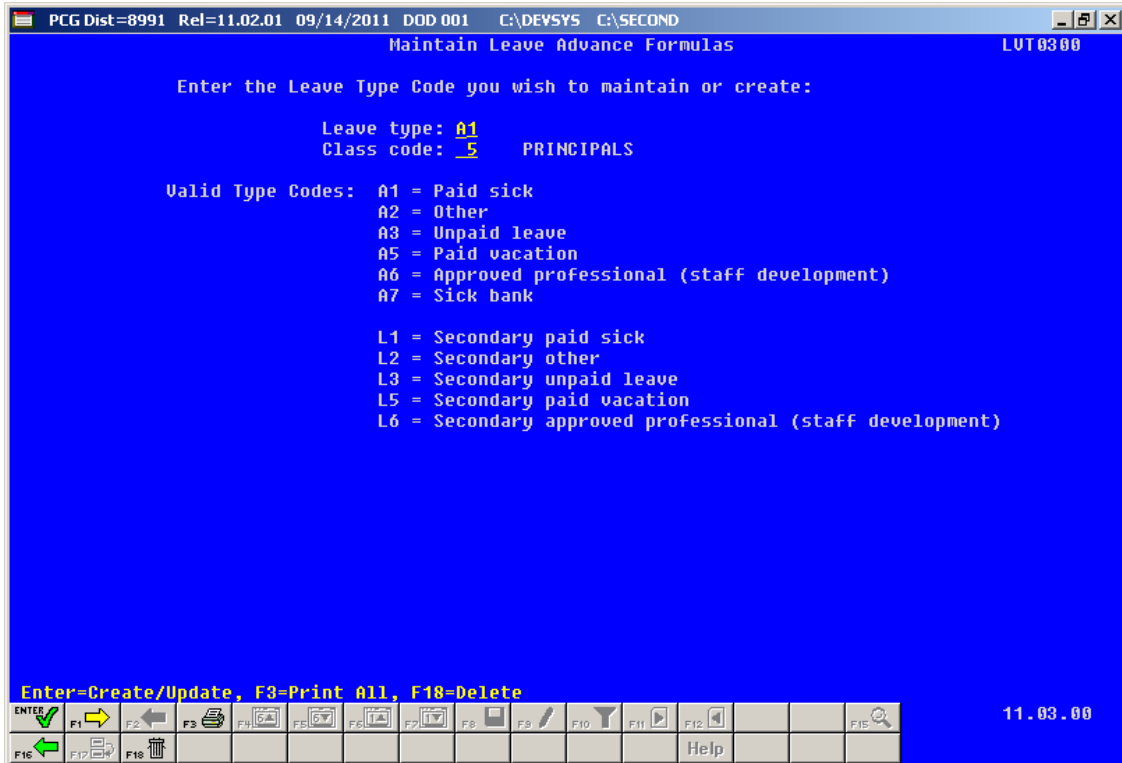 PCG Dist=8991 Rel=11.02.01 09/14/2011 DOD 001 C:\DEVSYS C:\SECOND
Maintain Leave Advance Formulas LVT0300
Enter the Leave Type Code you wish to maintain or create:
Leave type: A1
Class code: _5 PRINCIPALS
Valid Type Codes: A1 = Paid sick
A2 = Other
A3 = Unpaid leave
A5 = Paid vacation
A6 = Approved professional (staff development)
A7 = Sick bank
L1 = Secondary paid sick
L2 = Secondary other
L3 = Secondary unpaid leave
L5 = Secondary paid vacation
L6 = Secondary approved professional (staff development)
Enter=Create/Update, F3=Print All, F18=Delete
ENTER F1 F2 F3 F4 F5 F6 F7 F8 F9 F10 F11 F12 F15 11.03.00
F16 F17 F18 Help